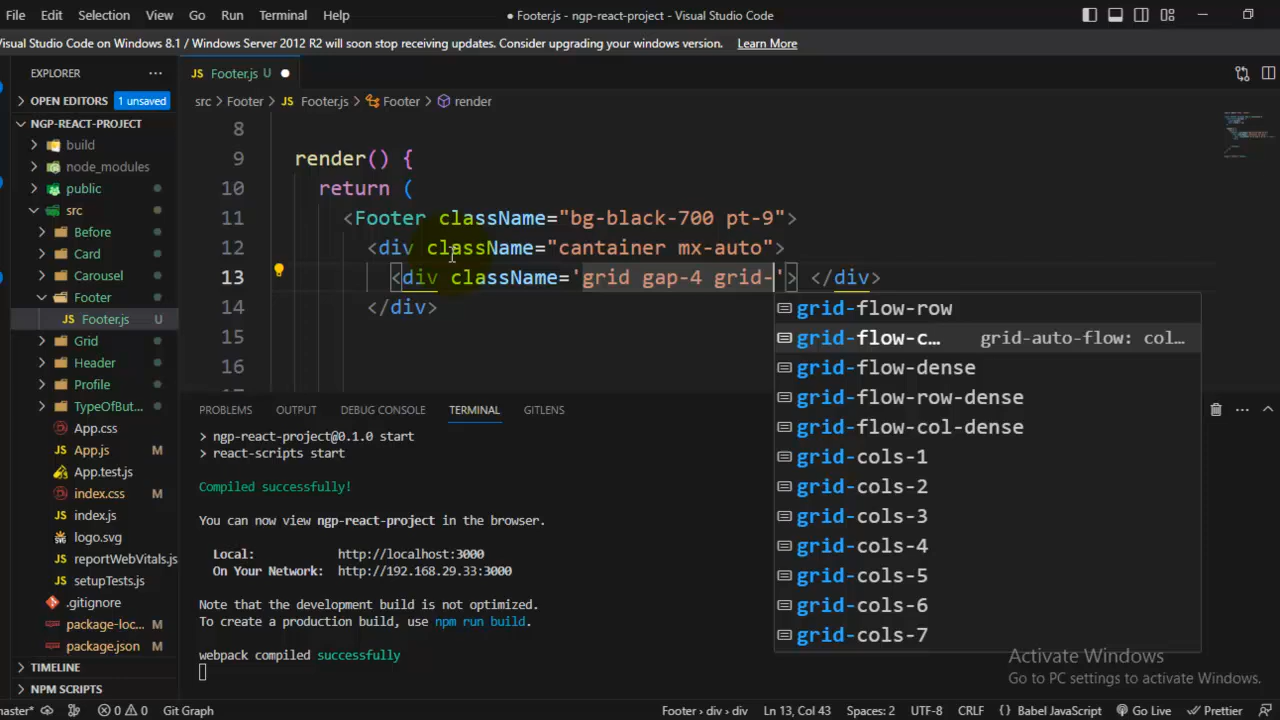 File Edit Selection View Go Run Terminal Help ● Footer.js - ngp-react-project - Visual Studio Code
Visual Studio Code on Windows 8.1 / Windows Server 2012 R2 will soon stop receiving updates. Consider upgrading your windows version. Learn More
EXPLORER ···
OPEN EDITORS 1 unsaved
NGP-REACT-PROJECT
build
node_modules
public
src
Before
Card
Carousel
Footer
JS Footer.js U
Grid
Header
Profile
TypeOfBut...
App.css
JS App.js M
App.test.js
index.css M
JS index.js
logo.svg
JS reportWebVitals.js
JS setupTests.js
.gitignore
package-loc... M
package.json M
TIMELINE
NPM SCRIPTS
JS Footer.js U ●
src > Footer > JS Footer.js > Footer > render
8
9 render() {
10 return (
11 <Footer className="bg-black-700 pt-9">
12 <div className="cantainer mx-auto">
13 <div className='grid gap-4 grid-'> </div>
14 </div>
15
16
grid-flow-row
grid-flow-c... grid-auto-flow: col...
grid-flow-dense
grid-flow-row-dense
grid-flow-col-dense
grid-cols-1
grid-cols-2
grid-cols-3
grid-cols-4
grid-cols-5
grid-cols-6
grid-cols-7
PROBLEMS OUTPUT DEBUG CONSOLE TERMINAL GITLENS
> ngp-react-project@0.1.0 start
> react-scripts start
Compiled successfully!
You can now view ngp-react-project in the browser.
Local: http://localhost:3000
On Your Network: http://192.168.29.33:3000
Note that the development build is not optimized.
To create a production build, use npm run build.
webpack compiled successfully
Activate Windows
Go to PC settings to activate Windows.
master* 0 0 Git Graph Footer > div > div Ln 13, Col 43 Spaces: 2 UTF-8 CRLF {} Babel JavaScript Go Live Prettier